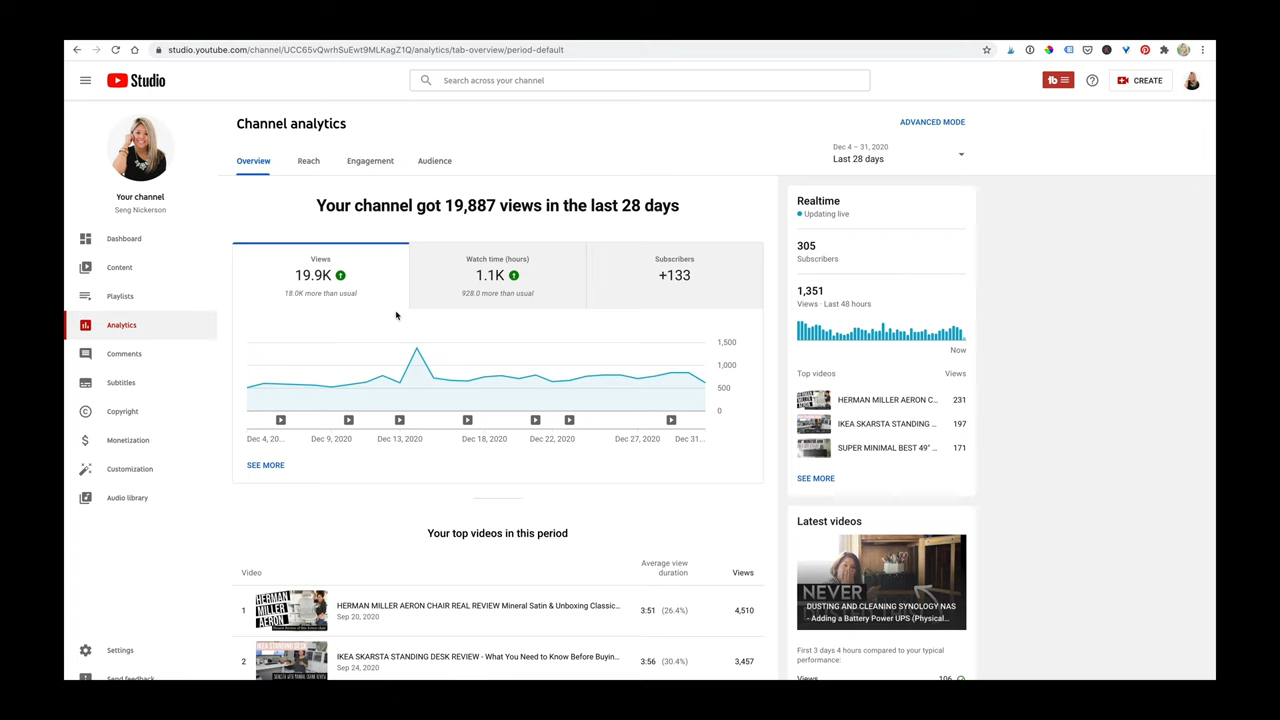 studio.youtube.com/channel/UCC65vQwrhSuEwt9MLKagZ1Q/analytics/tab-overview/period-default
Studio
Search across your channel
tb
CREATE
Your channel
Seng Nickerson
Dashboard
Content
Playlists
Analytics
Comments
Subtitles
Copyright
Monetization
Customization
Audio library
Settings
Send feedback
Channel analytics
ADVANCED MODE
Overview
Reach
Engagement
Audience
Dec 4 – 31, 2020
Last 28 days
Your channel got 19,887 views in the last 28 days
Views
19.9K
18.0K more than usual
Watch time (hours)
1.1K
928.0 more than usual
Subscribers
+133
1,500
1,000
500
0
Dec 4, 20...
Dec 9, 2020
Dec 13, 2020
Dec 18, 2020
Dec 22, 2020
Dec 27, 2020
Dec 31...
SEE MORE
Your top videos in this period
Video
Average view
duration
Views
1
HERMAN
MILLER
AERON
HERMAN MILLER AERON CHAIR REAL REVIEW Mineral Satin & Unboxing Classic...
Sep 20, 2020
3:51 (26.4%)
4,510
2
IKEA STANDING DESK
IKEA SKARSTA STANDING DESK REVIEW - What You Need to Know Before Buyin...
Sep 24, 2020
3:56 (30.4%)
3,457
Realtime
Updating live
305
Subscribers
1,351
Views · Last 48 hours
Now
Top videos
Views
HERMAN MILLER AERON C...
231
IKEA SKARSTA STANDING ...
197
SUPER MINIMAL BEST 49" ...
171
SEE MORE
Latest videos
NEVER
DUSTING AND CLEANING SYNOLOGY NAS
- Adding a Battery Power UPS (Physical...
First 3 days 4 hours compared to your typical
performance:
Views
106